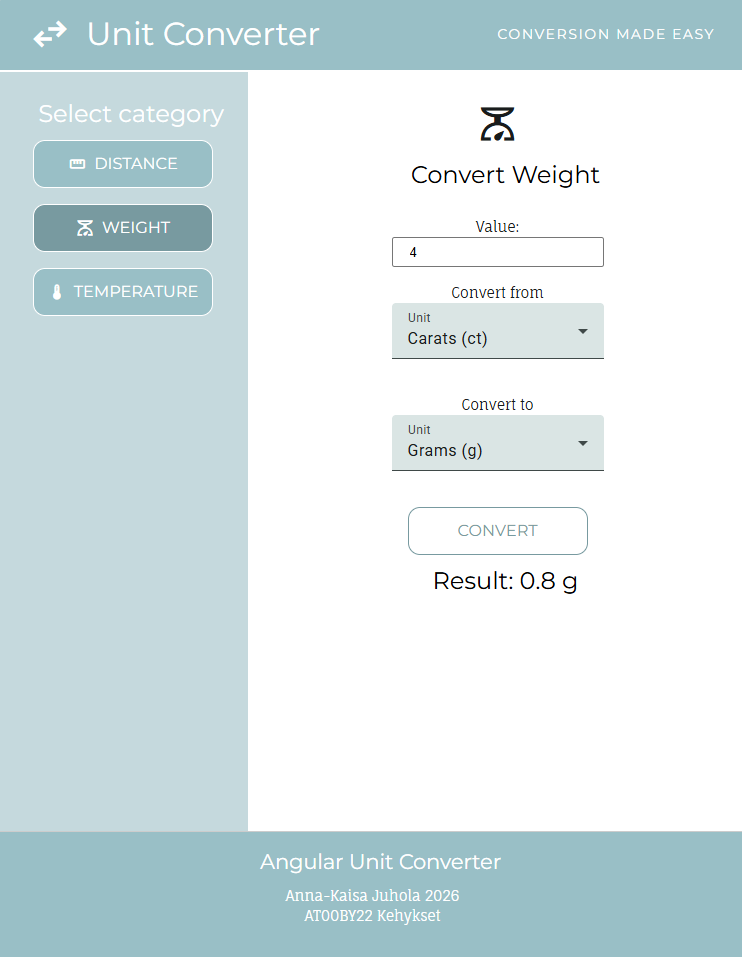 Unit Converter
CONVERSION MADE EASY
Select category
DISTANCE
WEIGHT
TEMPERATURE
Convert Weight
Value:
4
Convert from
Unit
Carats (ct)
Convert to
Unit
Grams (g)
CONVERT
Result: 0.8 g
Angular Unit Converter
Anna-Kaisa Juhola 2026
AT00BY22 Kehykset